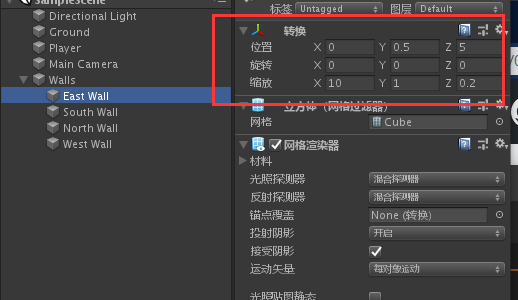 SampleScene
Directional Light
Ground
Player
Main Camera
Walls
East Wall
South Wall
North Wall
West Wall
标签 Untagged 图层 Default
转换
位置 X 0 Y 0.5 Z 5
旋转 X 0 Y 0 Z 0
缩放 X 10 Y 1 Z 0.2
立方体（网格过滤器）
网格 Cube
网格渲染器
材料
光照探测器 混合探测器
反射探测器 混合探测器
锚点覆盖 None (转换)
投射阴影 开启
接受阴影
运动矢量 每对象运动
光照贴图静态